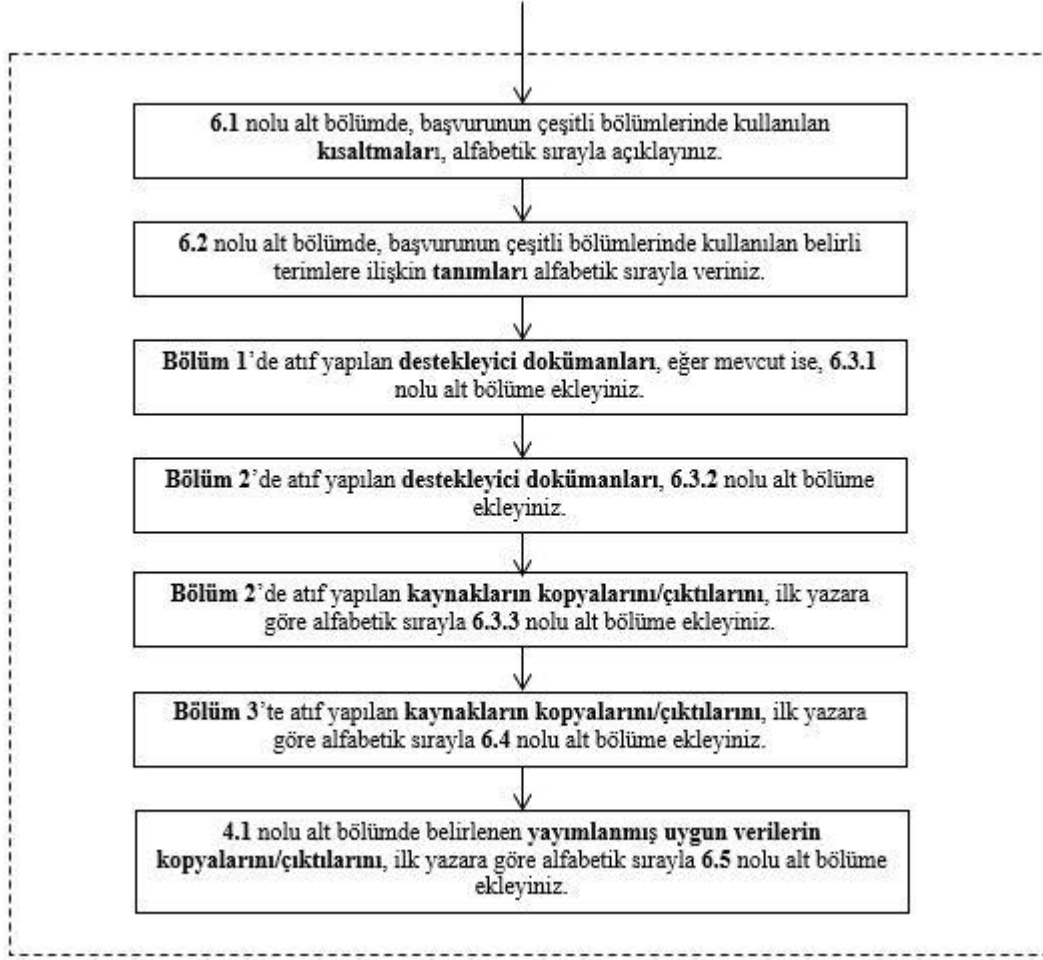 6.1 nolu alt bölümde, başvurunun çeşitli bölümlerinde kullanılan
kısaltmaları, alfabetik sırayla açıklayınız.
6.2 nolu alt bölümde, başvurunun çeşitli bölümlerinde kullanılan belirli
terimlere ilişkin tanımları alfabetik sırayla veriniz.
Bölüm 1’de atıf yapılan destekleyici dokümanları, eğer mevcut ise, 6.3.1
nolu alt bölüme ekleyiniz.
Bölüm 2’de atıf yapılan destekleyici dokümanları, 6.3.2 nolu alt bölüme
ekleyiniz.
Bölüm 2’de atıf yapılan kaynakların kopyalarını/çıktılarını, ilk yazara
göre alfabetik sırayla 6.3.3 nolu alt bölüme ekleyiniz.
Bölüm 3’te atıf yapılan kaynakların kopyalarını/çıktılarını, ilk yazara
göre alfabetik sırayla 6.4 nolu alt bölüme ekleyiniz.
4.1 nolu alt bölümde belirlenen yayımlanmış uygun verilerin
kopyalarını/çıktılarını, ilk yazara göre alfabetik sırayla 6.5 nolu alt bölüme
ekleyiniz.